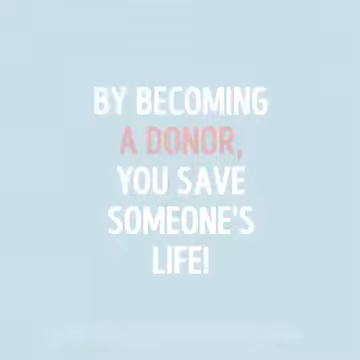 BY BECOMING
A DONOR,
YOU SAVE
SOMEONE'S
LIFE!